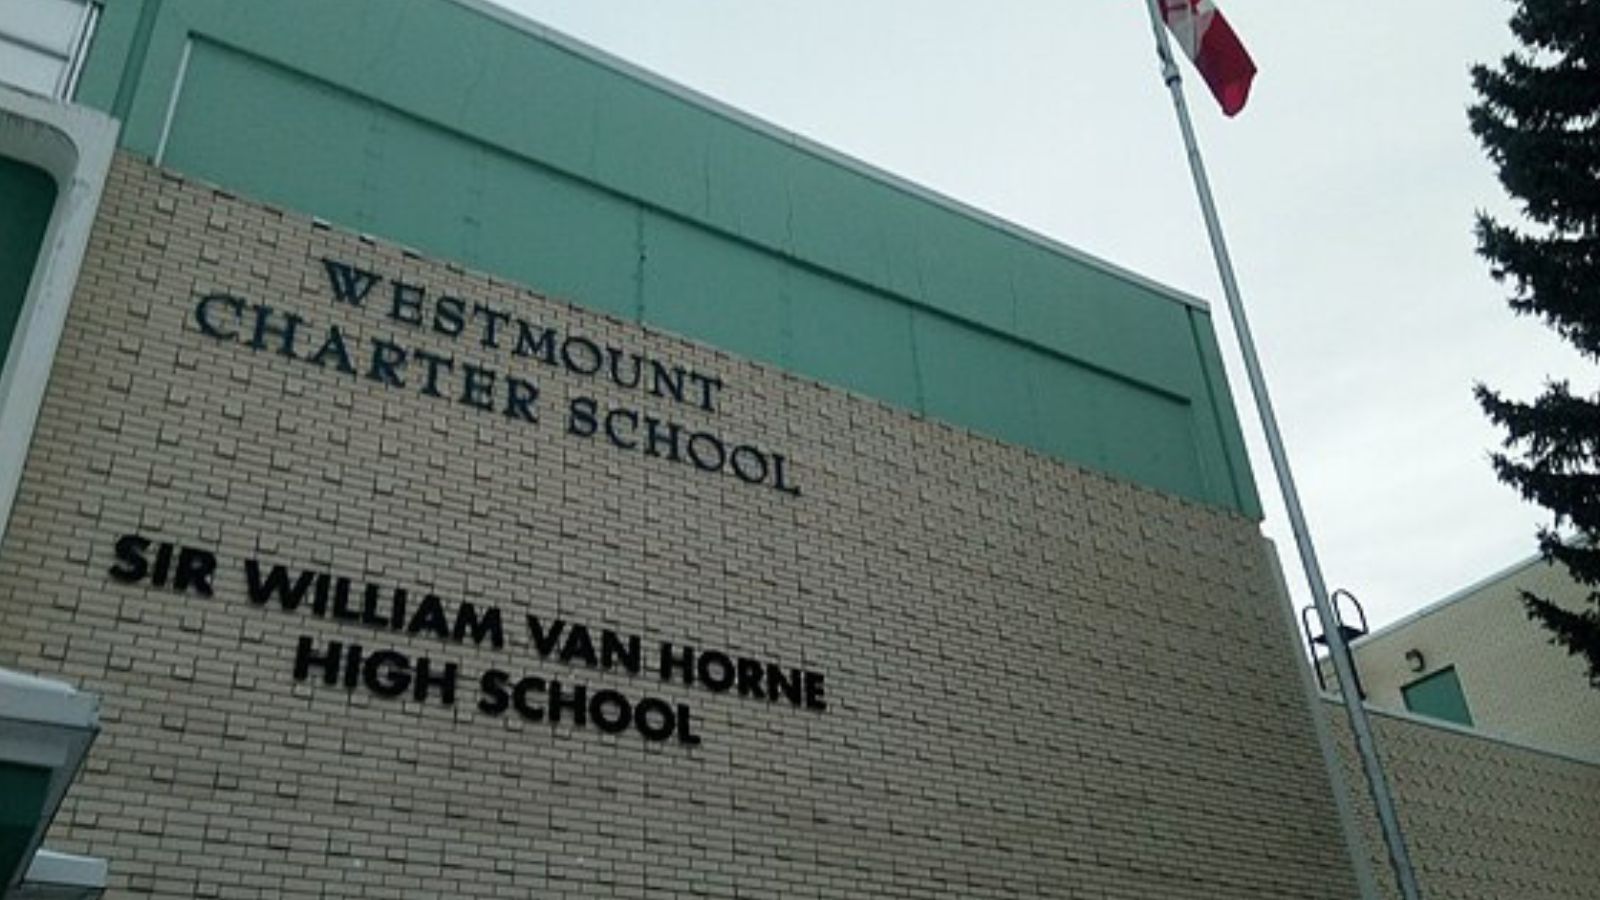 WESTMOUNT
CHARTER SCHOOL
SIR WILLIAM VAN HORNE
HIGH SCHOOL